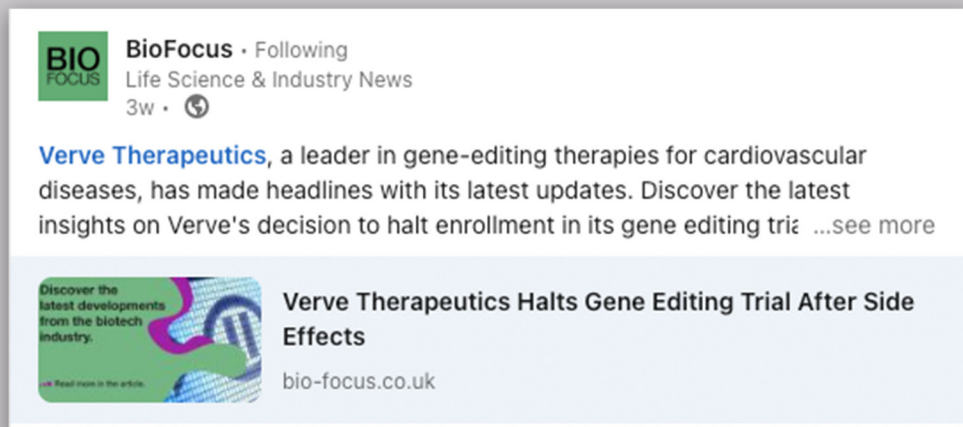 BIO
FOCUS
BioFocus • Following
Life Science & Industry News
3w •
Verve Therapeutics, a leader in gene-editing therapies for cardiovascular
diseases, has made headlines with its latest updates. Discover the latest
insights on Verve's decision to halt enrollment in its gene editing tria ...see more
Discover the
latest developments
from the biotech
industry.
Read more in the article.
Verve Therapeutics Halts Gene Editing Trial After Side
Effects
bio-focus.co.uk